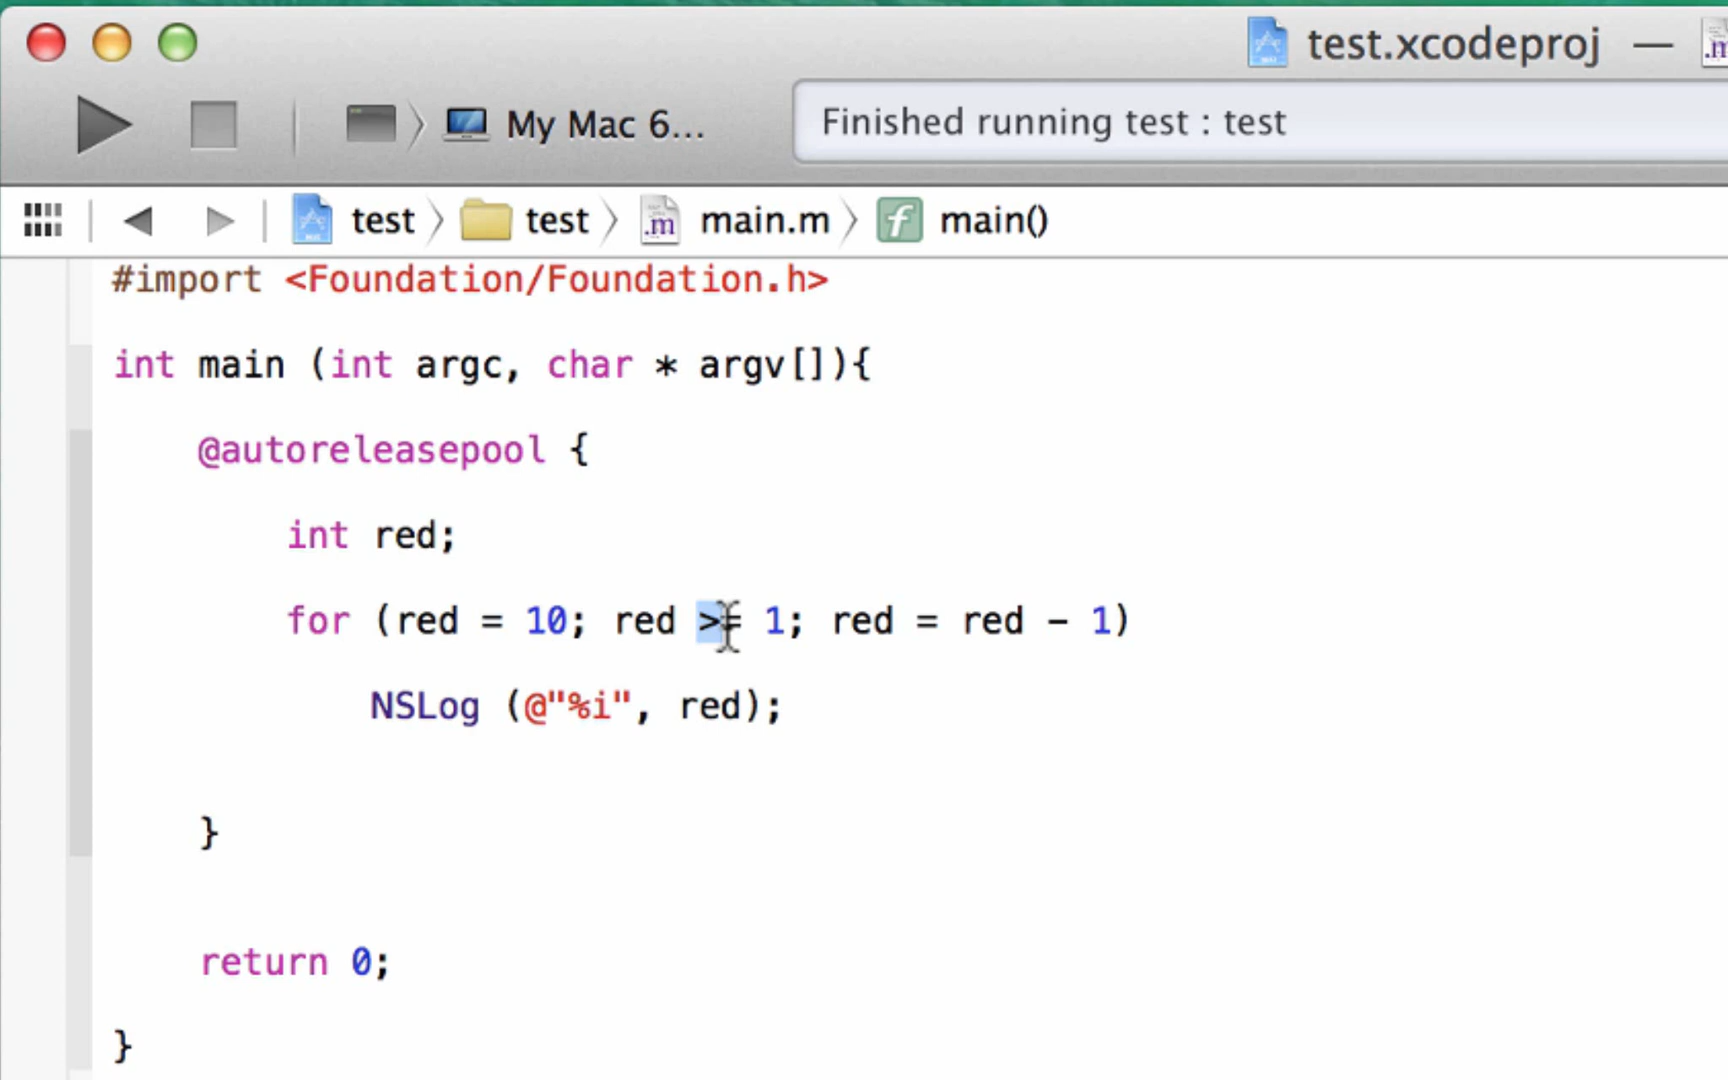 test.xcodeproj —
My Mac 6...
Finished running test : test
test test main.m main()
#import <Foundation/Foundation.h>
int main (int argc, char * argv[]){
@autoreleasepool {
int red;
for (red = 10; red >= 1; red = red - 1)
NSLog (@"%i", red);
}
return 0;
}